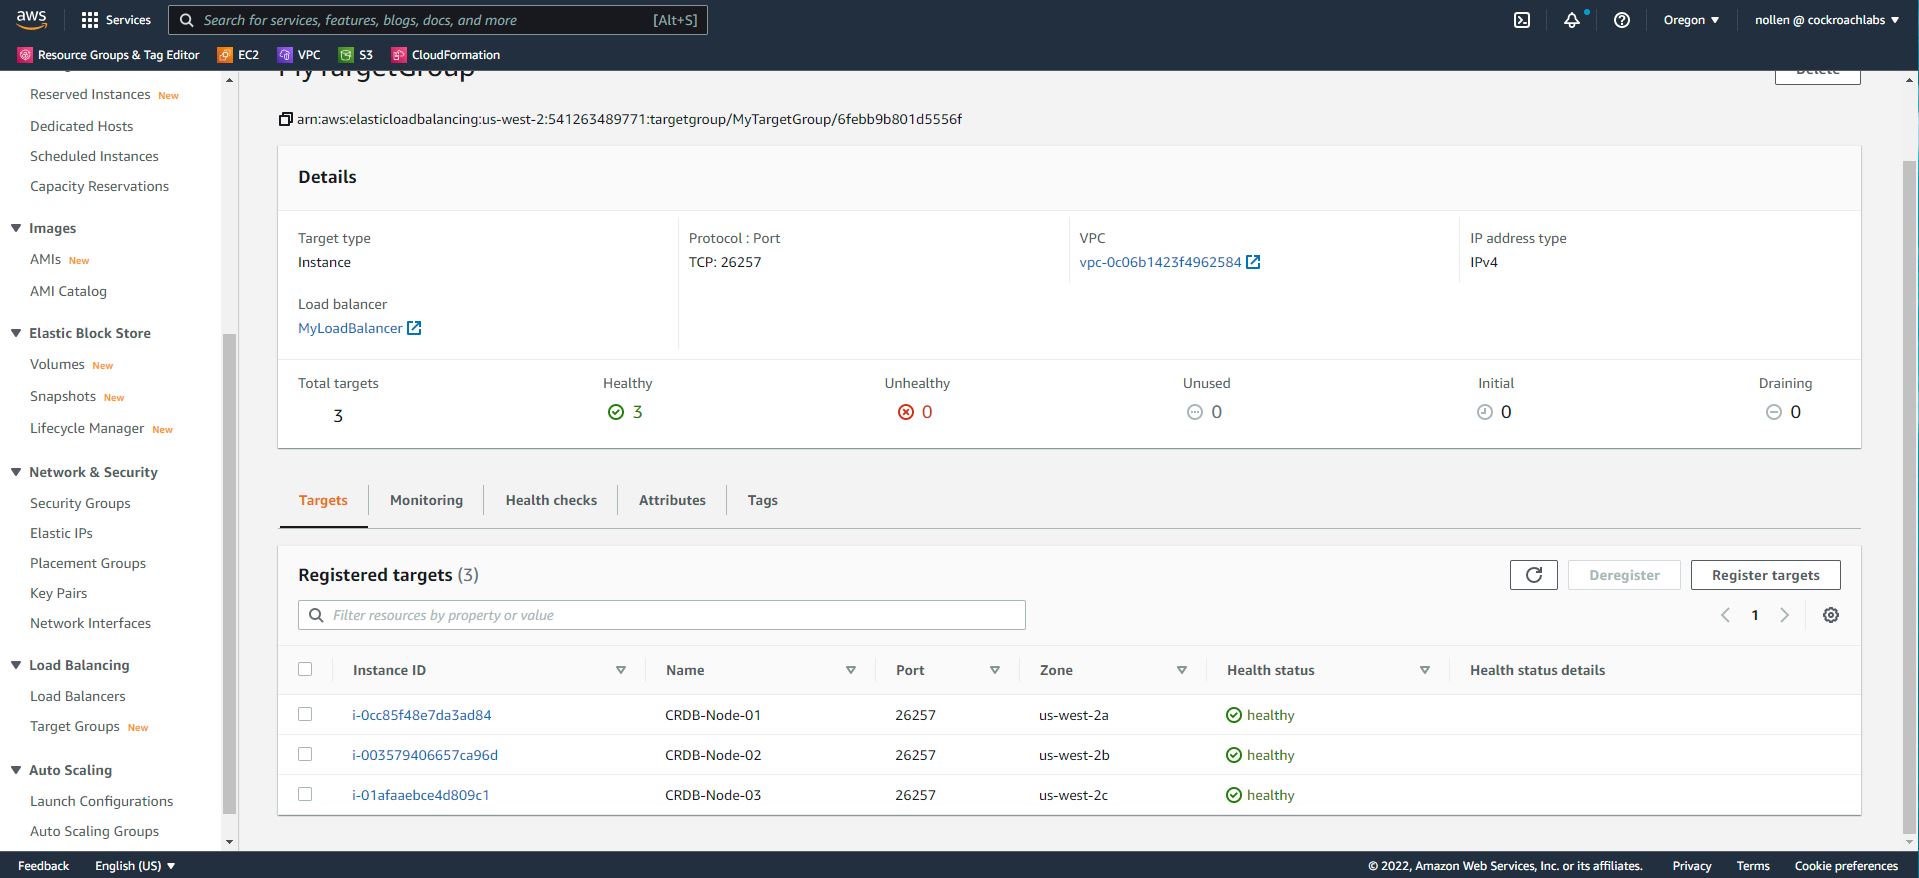 aws
Services
Search for services, features, blogs, docs, and more
[Alt+S]
Oregon ▼
nollen @ cockroachlabs ▼
Resource Groups & Tag Editor
EC2
VPC
S3
CloudFormation
Reserved Instances New
Dedicated Hosts
Scheduled Instances
Capacity Reservations
Images
AMIs New
AMI Catalog
Elastic Block Store
Volumes New
Snapshots New
Lifecycle Manager New
Network & Security
Security Groups
Elastic IPs
Placement Groups
Key Pairs
Network Interfaces
Load Balancing
Load Balancers
Target Groups New
Auto Scaling
Launch Configurations
Auto Scaling Groups
MyTargetGroup
Delete
arn:aws:elasticloadbalancing:us-west-2:541263489771:targetgroup/MyTargetGroup/6febb9b801d5556f
Details
Target type
Instance
Protocol : Port
TCP: 26257
VPC
vpc-0c06b1423f4962584
IP address type
IPv4
Load balancer
MyLoadBalancer
Total targets
3
Healthy
3
Unhealthy
0
Unused
0
Initial
0
Draining
0
Targets
Monitoring
Health checks
Attributes
Tags
Registered targets (3)
Deregister
Register targets
Filter resources by property or value
1
Instance ID
Name
Port
Zone
Health status
Health status details
i-0cc85f48e7da3ad84 CRDB-Node-01 26257 us-west-2a healthy
i-003579406657ca96d CRDB-Node-02 26257 us-west-2b healthy
i-01afaaebce4d809c1 CRDB-Node-03 26257 us-west-2c healthy
Feedback
English (US) ▼
© 2022, Amazon Web Services, Inc. or its affiliates.
Privacy
Terms
Cookie preferences